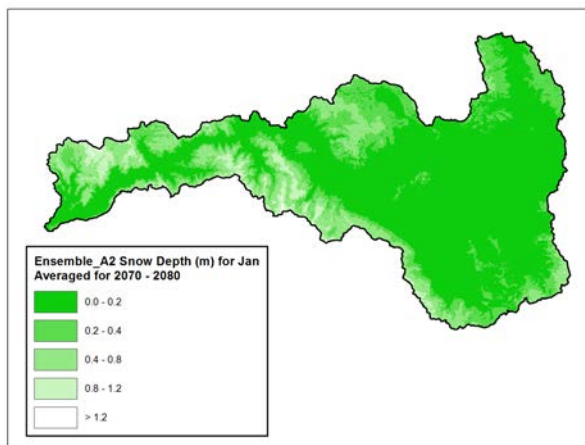 Ensemble_A2 Snow Depth (m) for Jan
Averaged for 2070 - 2080
0.0 - 0.2
0.2 - 0.4
0.4 - 0.8
0.8 - 1.2
> 1.2